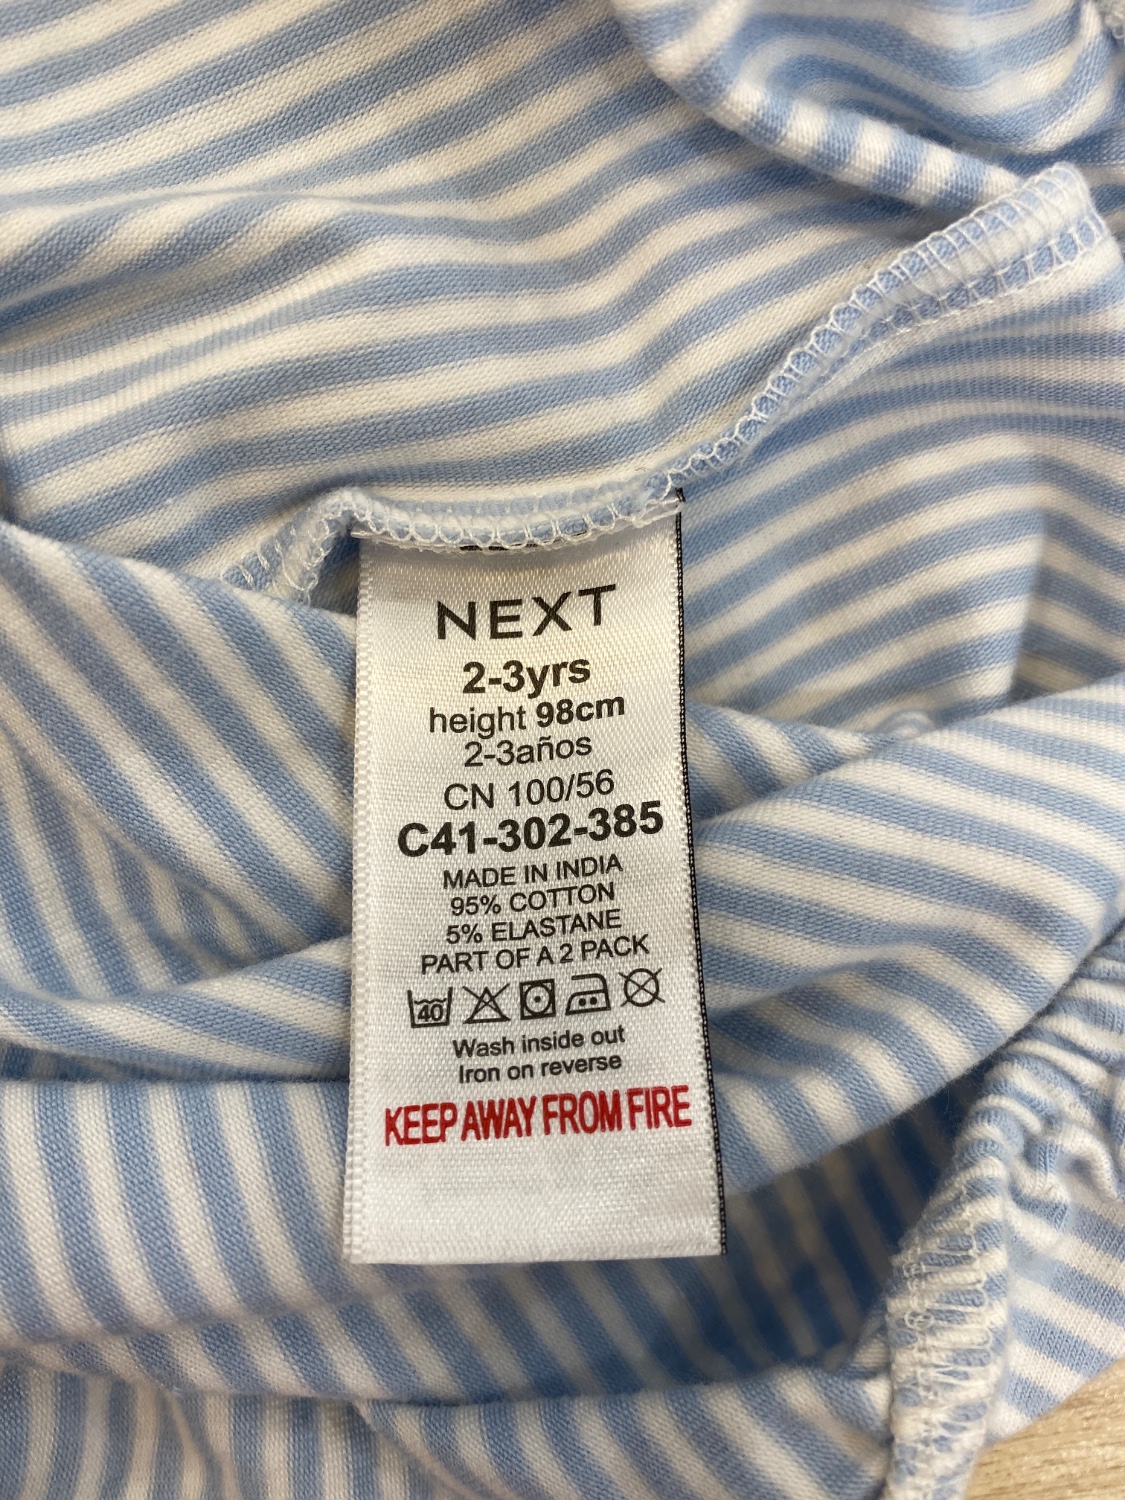 NEXT
2-3yrs
height 98cm
2-3años
CN 100/56
C41-302-385
MADE IN INDIA
95% COTTON
5% ELASTANE
PART OF A 2 PACK
40
Wash inside out
Iron on reverse
KEEP AWAY FROM FIRE